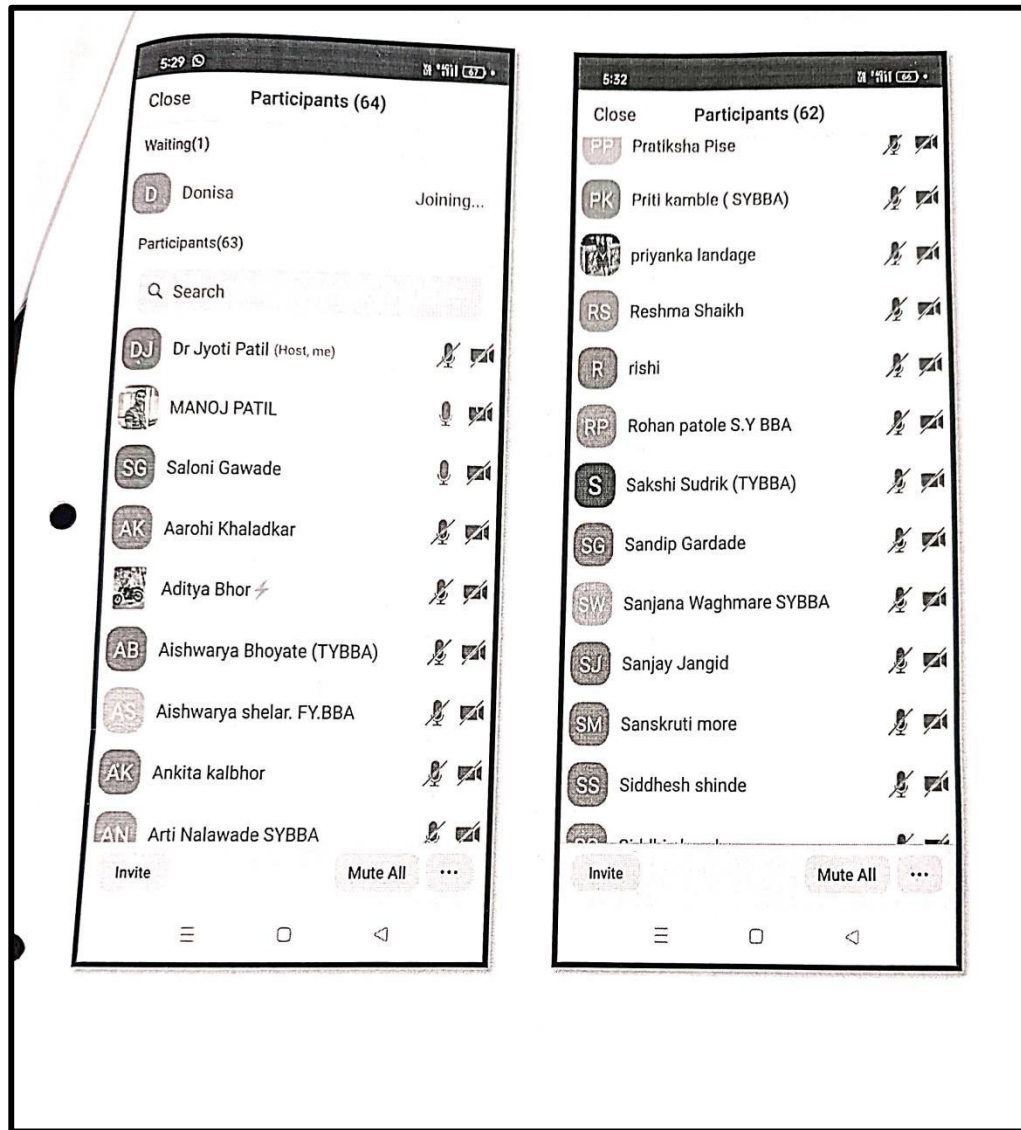 5:29
67
Close Participants (64)
Waiting(1)
D Donisa Joining...
Participants(63)
Search
DJ Dr Jyoti Patil (Host, me)
MANOJ PATIL
SG Saloni Gawade
AK Aarohi Khaladkar
Aditya Bhor
AB Aishwarya Bhoyate (TYBBA)
AS Aishwarya shelar. FY.BBA
AK Ankita kalbhor
AN Arti Nalawade SYBBA
Invite Mute All
5:32
66
Close Participants (62)
PP Pratiksha Pise
PK Priti kamble ( SYBBA)
priyanka landage
RS Reshma Shaikh
R rishi
RP Rohan patole S.Y BBA
S Sakshi Sudrik (TYBBA)
SG Sandip Gardade
SW Sanjana Waghmare SYBBA
SJ Sanjay Jangid
SM Sanskruti more
SS Siddhesh shinde
Invite Mute All